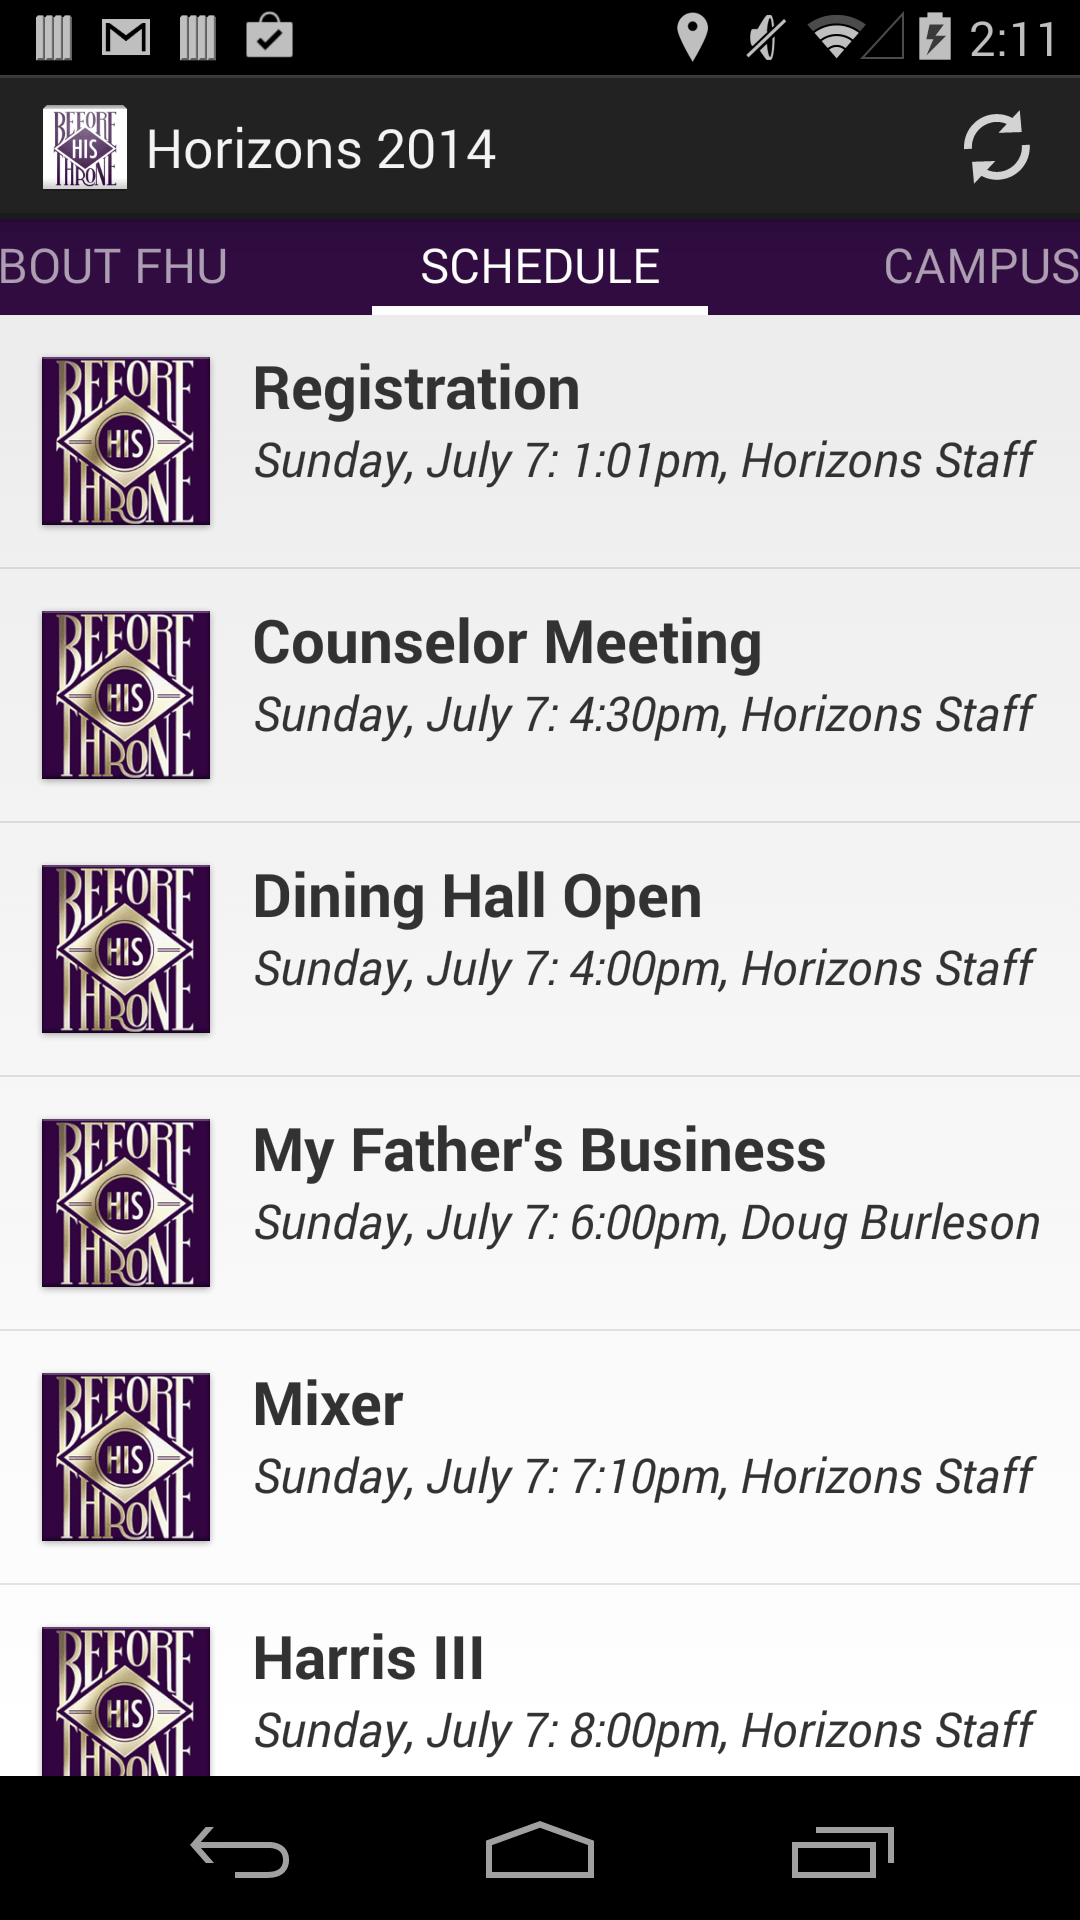 2:11
BEFORE HIS THRONE
Horizons 2014
BOUT FHU SCHEDULE CAMPUS
BEFORE HIS THRONE
Registration
Sunday, July 7: 1:01pm, Horizons Staff
BEFORE HIS THRONE
Counselor Meeting
Sunday, July 7: 4:30pm, Horizons Staff
BEFORE HIS THRONE
Dining Hall Open
Sunday, July 7: 4:00pm, Horizons Staff
BEFORE HIS THRONE
My Father's Business
Sunday, July 7: 6:00pm, Doug Burleson
BEFORE HIS THRONE
Mixer
Sunday, July 7: 7:10pm, Horizons Staff
BEFORE HIS THRONE
Harris III
Sunday, July 7: 8:00pm, Horizons Staff